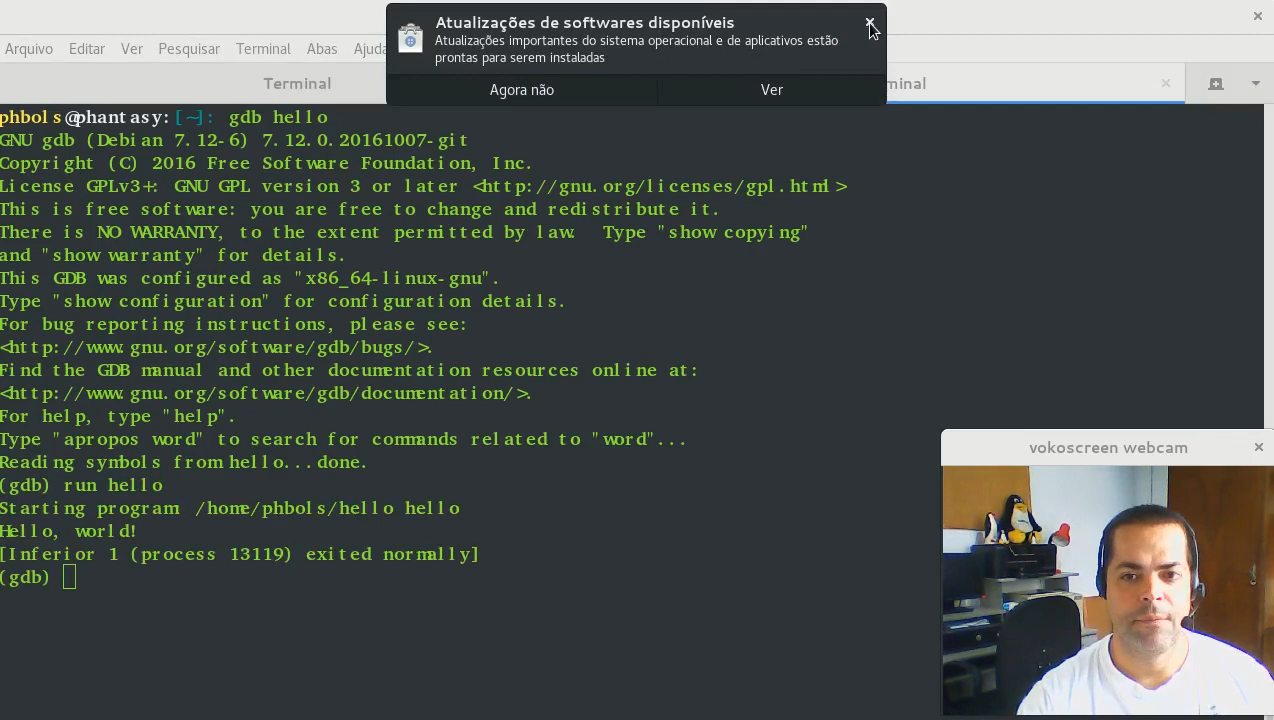 Atualizações de softwares disponíveis
Atualizações importantes do sistema operacional e de aplicativos estão
prontas para serem instaladas
Agora não
Ver
Arquivo Editar Ver Pesquisar Terminal Abas Ajuda
Terminal
minal
phbols@phantasy:[~]: gdb hello
GNU gdb (Debian 7.12-6) 7.12.0.20161007-git
Copyright (C) 2016 Free Software Foundation, Inc.
License GPLv3+: GNU GPL version 3 or later <http://gnu.org/licenses/gpl.html>
This is free software: you are free to change and redistribute it.
There is NO WARRANTY, to the extent permitted by law.  Type "show copying"
and "show warranty" for details.
This GDB was configured as "x86_64-linux-gnu".
Type "show configuration" for configuration details.
For bug reporting instructions, please see:
<http://www.gnu.org/software/gdb/bugs/>.
Find the GDB manual and other documentation resources online at:
<http://www.gnu.org/software/gdb/documentation/>.
For help, type "help".
Type "apropos word" to search for commands related to "word"...
Reading symbols from hello...done.
(gdb) run hello
Starting program: /home/phbols/hello hello
Hello, world!
[Inferior 1 (process 13119) exited normally]
(gdb)
vokoscreen webcam